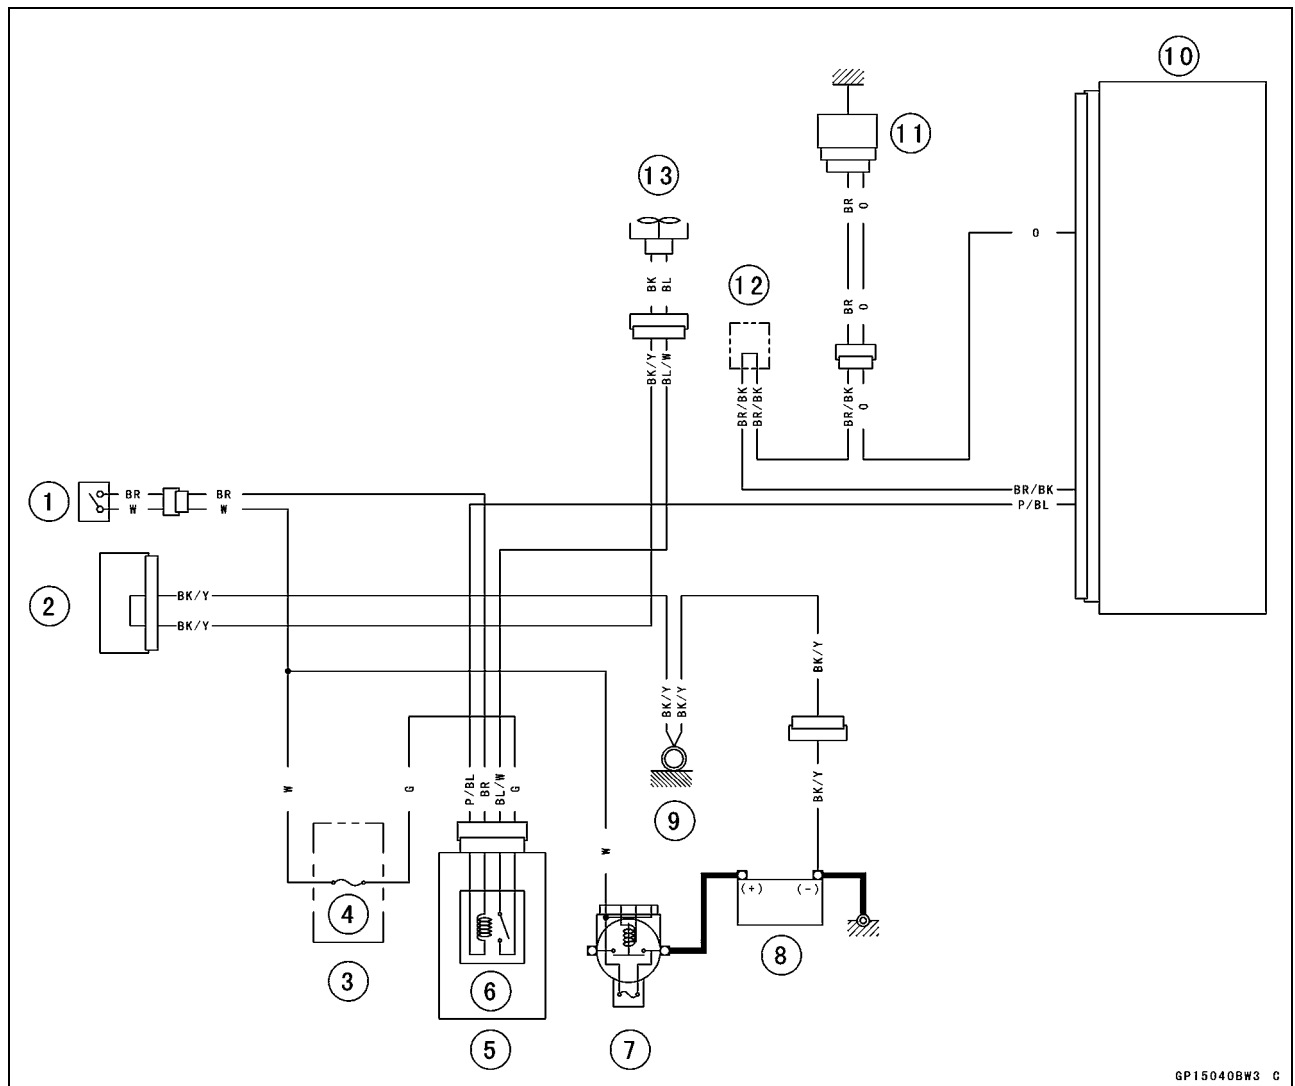 10
11
13
BR O
O
12
BK BL
BR O
BK/Y BL/W
BR/BK BR/BK
BR/BK O
1
BR BR
W W
BR/BK
P/BL
2
BK/Y
BK/Y
BK/Y
BK/Y BK/Y
W
G
P/BL BR BL/W G
BK/Y
9
W
(+) (-)
4
8
3
6
5
7
GP15040BW3 C